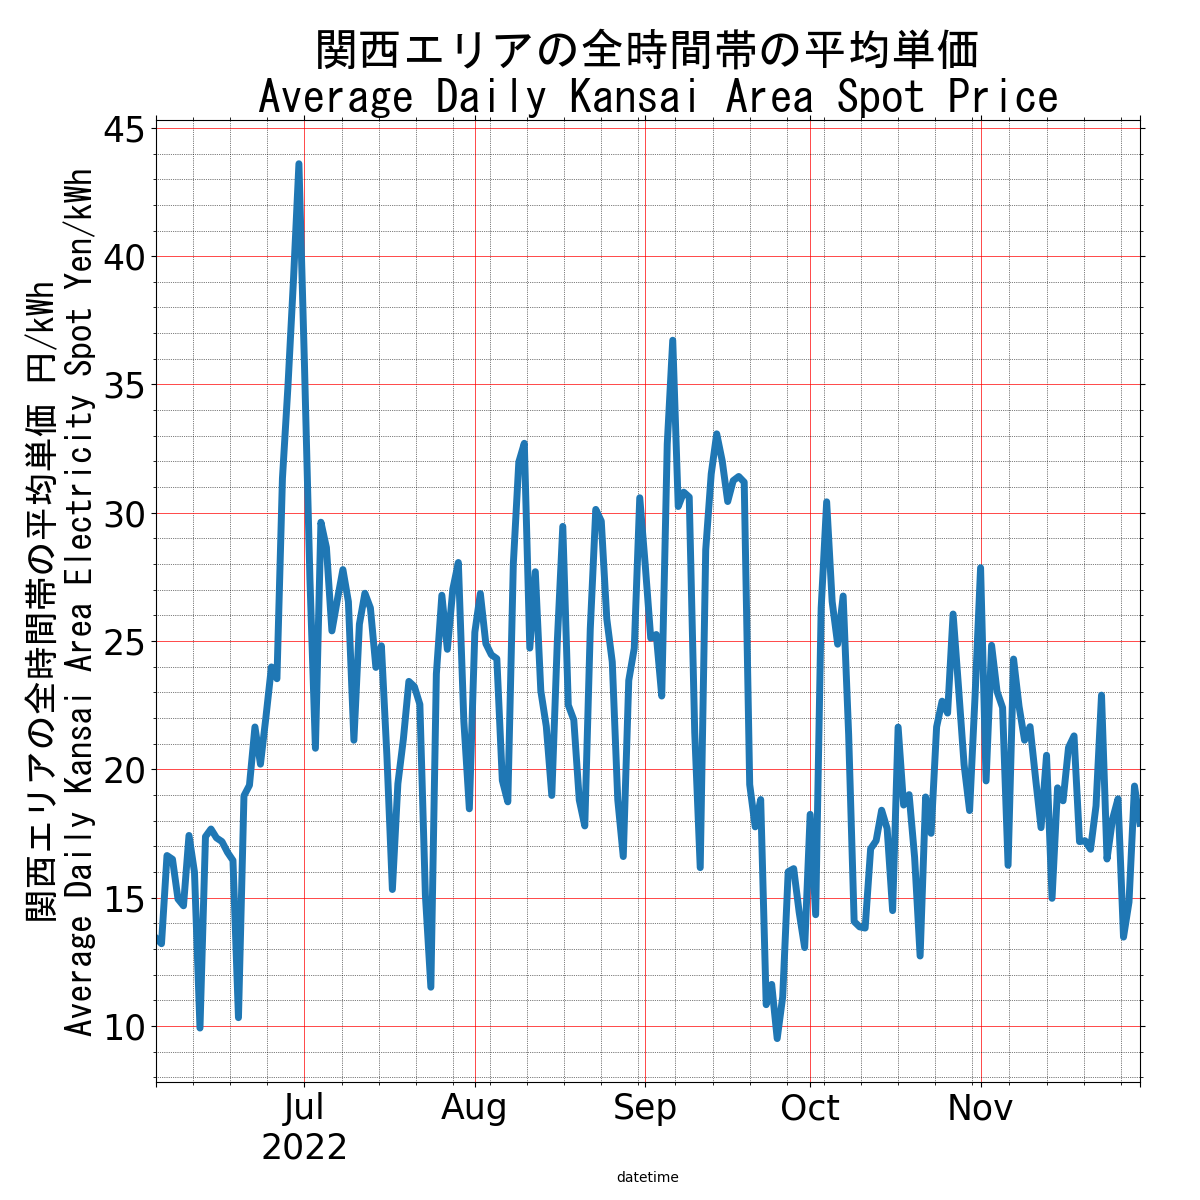 関西エリアの全時間帯の平均単価
Average Daily Kansai Area Spot Price
関西エリアの全時間帯の平均単価 円/kWh
Average Daily Kansai Area Electricity Spot Yen/kWh
45
40
35
30
25
20
15
10
Jul
2022
Aug
Sep
Oct
Nov
datetime